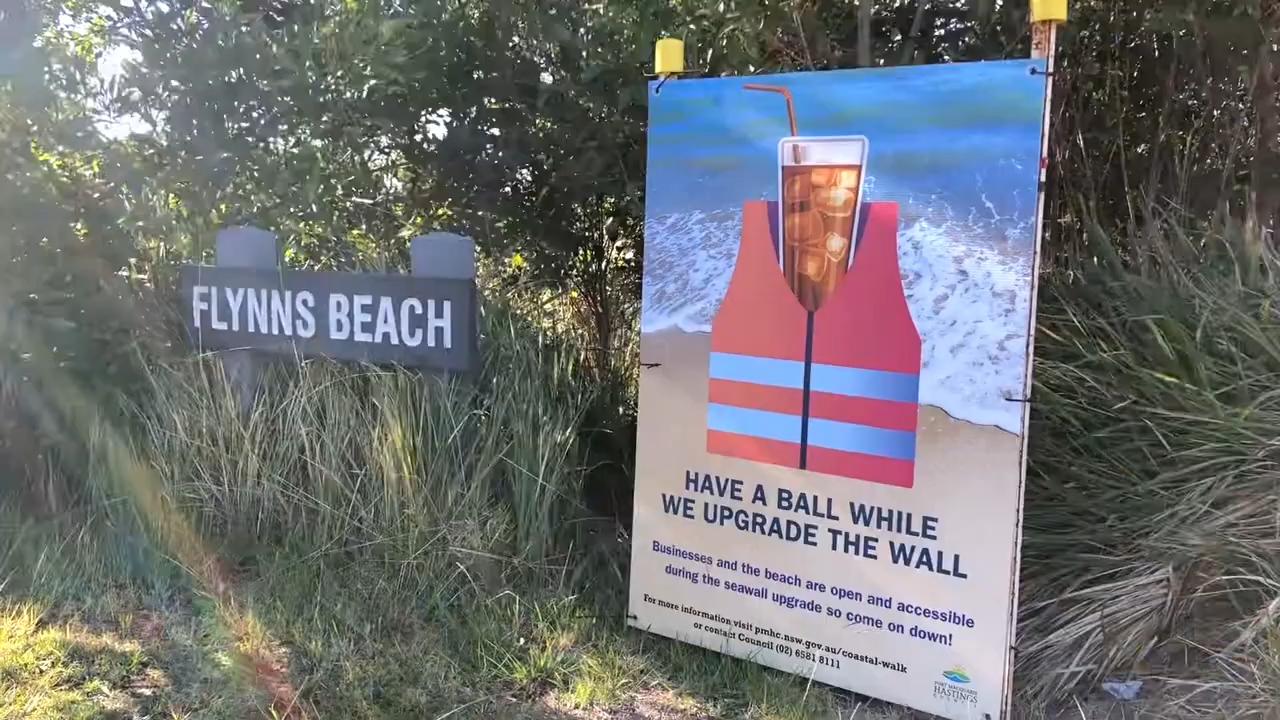 FLYNNS BEACH
HAVE A BALL WHILE
WE UPGRADE THE WALL
Businesses and the beach are open and accessible
during the seawall upgrade so come on down!
For more information visit pmhc.nsw.gov.au/coastal-walk
or contact Council (02) 6581 8111
PORT MACQUARIE
HASTINGS